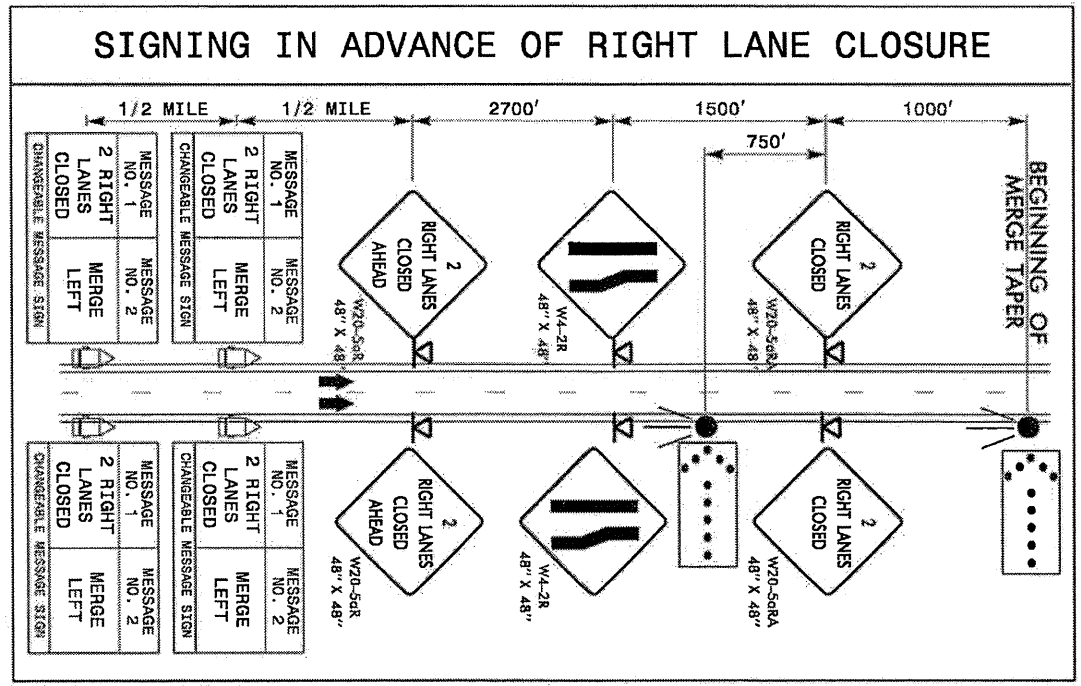 SIGNING IN ADVANCE OF RIGHT LANE CLOSURE
1/2 MILE
1/2 MILE
2700'
1500'
1000'
750'
BEGINNING OF
MERGE TAPER
MESSAGE
NO. 1
MESSAGE
NO. 2
2 RIGHT
LANES
CLOSED
MERGE
LEFT
CHANGEABLE MESSAGE SIGN
MESSAGE
NO. 1
MESSAGE
NO. 2
2 RIGHT
LANES
CLOSED
MERGE
LEFT
CHANGEABLE MESSAGE SIGN
2
RIGHT LANES
CLOSED
AHEAD
W20-5aR
48" X 48"
W4-2R
48" X 48"
2
RIGHT LANES
CLOSED
W20-5aRA
48" X 48"
MESSAGE
NO. 1
MESSAGE
NO. 2
2 RIGHT
LANES
CLOSED
MERGE
LEFT
CHANGEABLE MESSAGE SIGN
MESSAGE
NO. 1
MESSAGE
NO. 2
2 RIGHT
LANES
CLOSED
MERGE
LEFT
CHANGEABLE MESSAGE SIGN
2
RIGHT LANES
CLOSED
AHEAD
W20-5aR
48" X 48"
W4-2R
48" X 48"
2
RIGHT LANES
CLOSED
W20-5aRA
48" X 48"